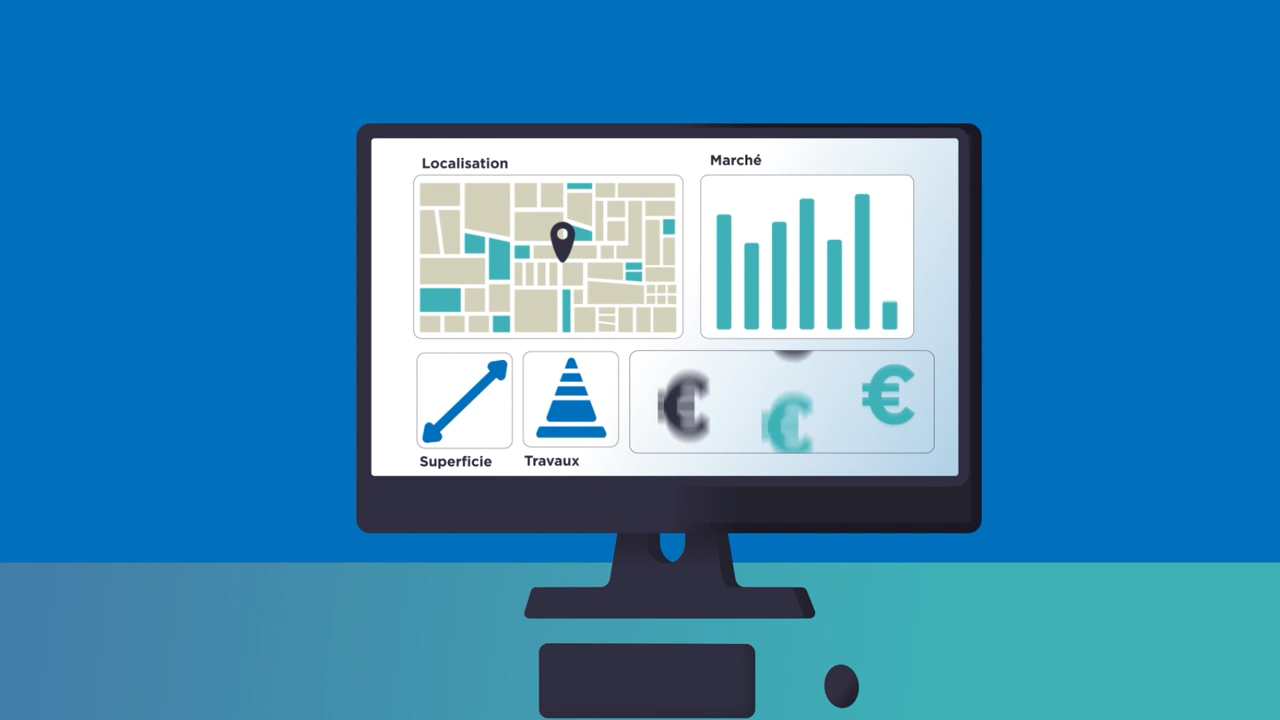 Localisation
Marché
€ € €
Superficie
Travaux